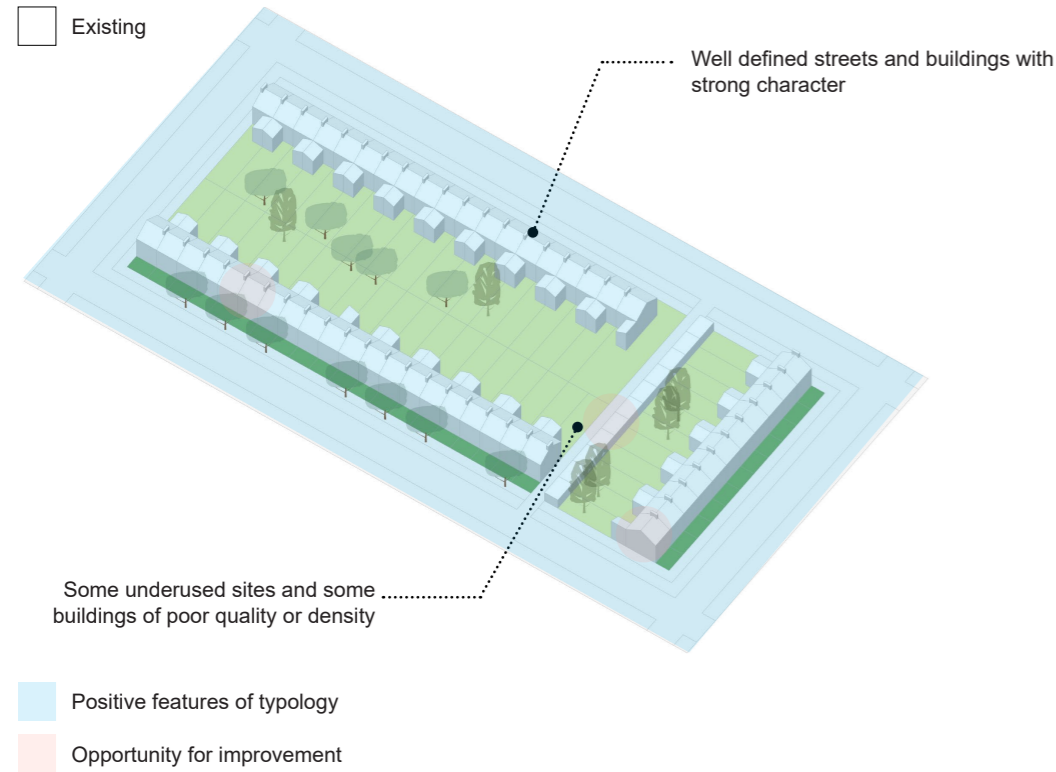 Existing
Well defined streets and buildings with
strong character
Some underused sites and some
buildings of poor quality or density
Positive features of typology
Opportunity for improvement